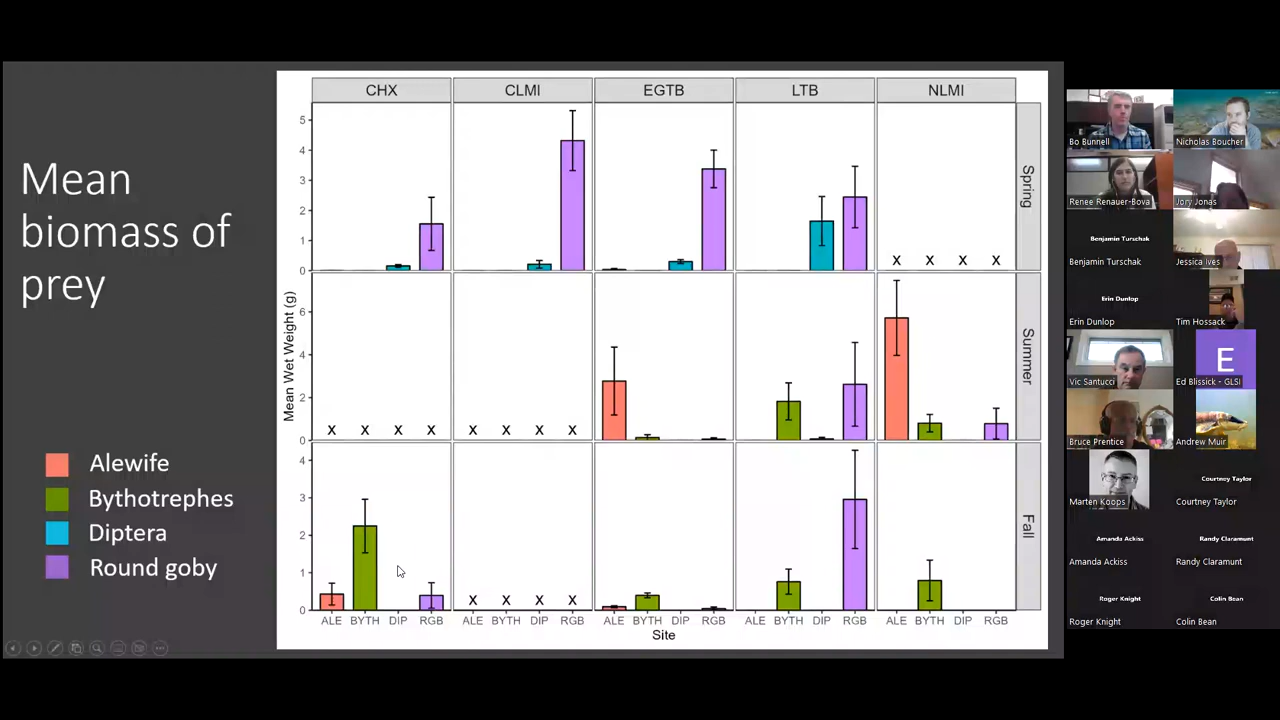 Mean
biomass of
prey
Alewife
Bythotrephes
Diptera
Round goby
CHX
CLMI
EGTB
LTB
NLMI
Mean Wet Weight (g)
5
4
3
2
1
0
X X X X
Spring
6
4
2
0
X X X X
X X X X
Summer
4
3
2
1
0
X X X X
Fall
ALE BYTH DIP RGB
ALE BYTH DIP RGB
ALE BYTH DIP RGB
ALE BYTH DIP RGB
ALE BYTH DIP RGB
Site
Bo Bunnell
Nicholas Boucher
Renee Renauer-Bova
Jory Jonas
Benjamin Turschak
Benjamin Turschak
Jessica Ives
Erin Dunlop
Erin Dunlop
Tim Hossack
Vic Santucci
E
Ed Blissick - GLSI
Bruce Prentice
Andrew Muir
Marten Koops
Courtney Taylor
Courtney Taylor
Amanda Ackiss
Amanda Ackiss
Randy Claramunt
Randy Claramunt
Roger Knight
Roger Knight
Colin Bean
Colin Bean